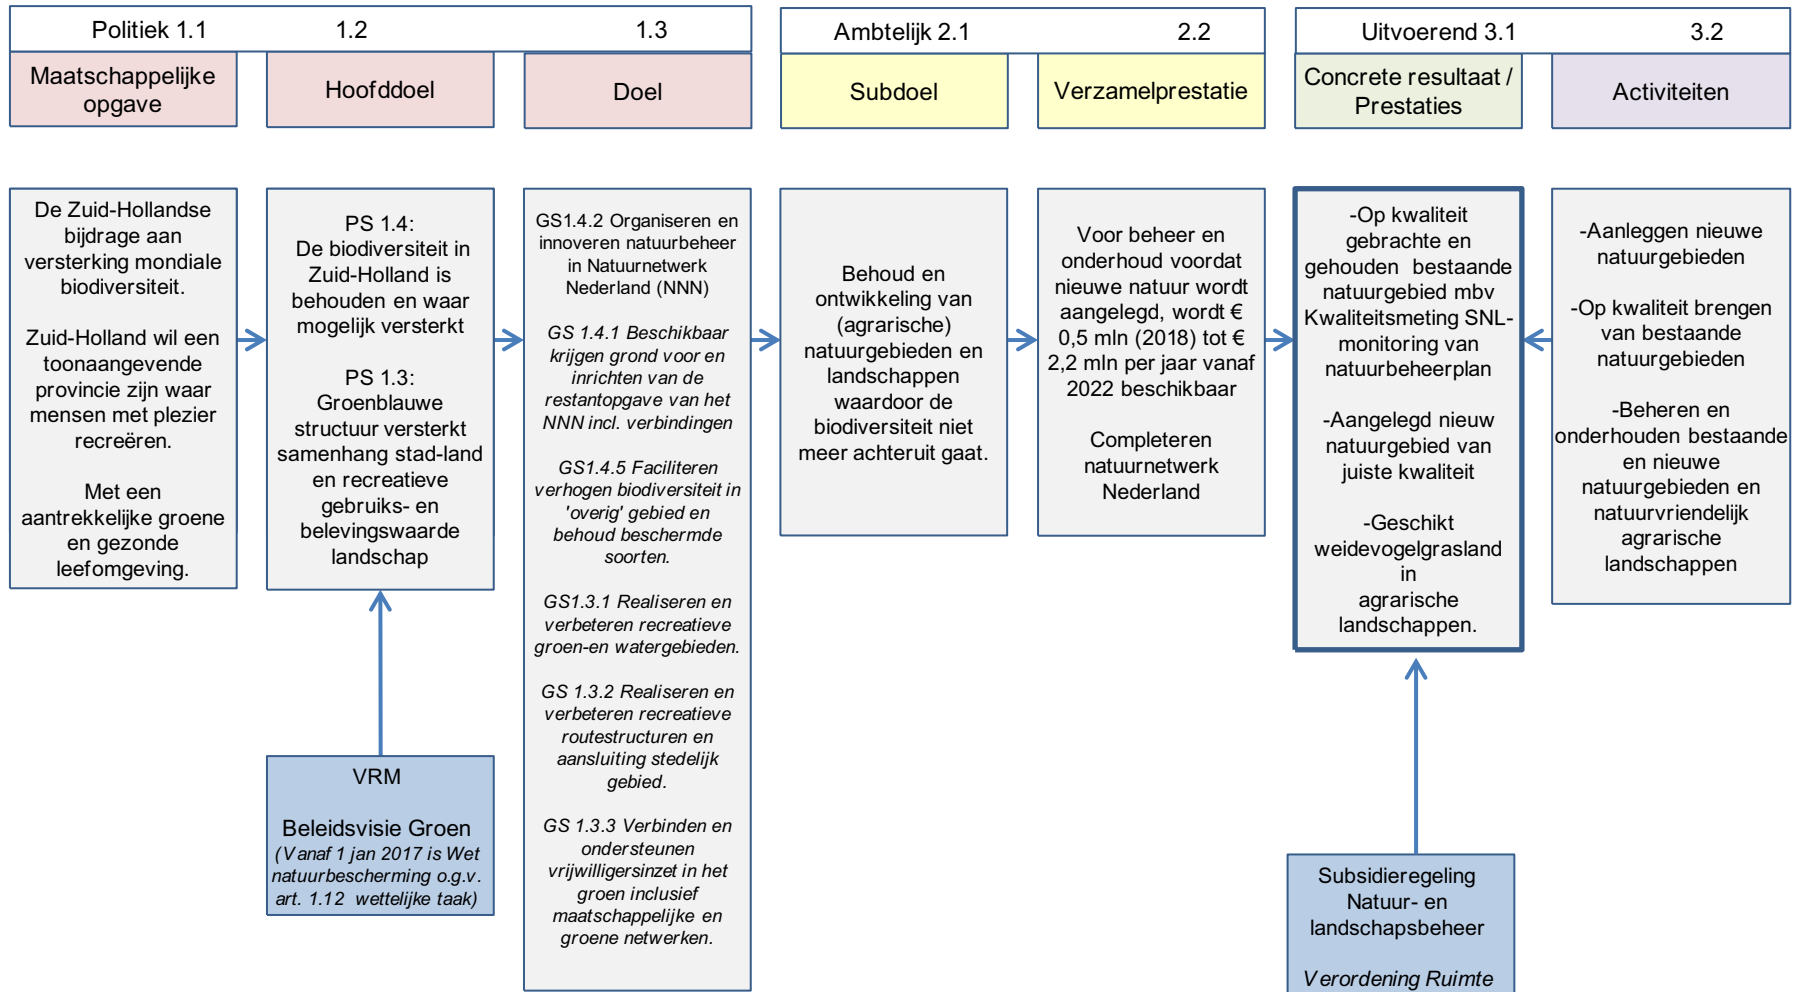 Politiek 1.1
1.2
1.3
Ambtelijk 2.1
2.2
Uitvoerend 3.1
3.2
Maatschappelijke
opgave
Hoofddoel
Doel
Subdoel
Verzamelprestatie
Concrete resultaat /
Prestaties
Activiteiten
De Zuid-Hollandse
bijdrage aan
versterking mondiale
biodiversiteit.
Zuid-Holland wil een
toonaangevende
provincie zijn waar
mensen met plezier
recreëren.
Met een
aantrekkelijke groene
en gezonde
leefomgeving.
PS 1.4:
De biodiversiteit in
Zuid-Holland is
behouden en waar
mogelijk versterkt
PS 1.3:
Groenblauwe
structuur versterkt
samenhang stad-land
en recreatieve
gebruiks- en
belevingswaarde
landschap
GS1.4.2 Organiseren en
innoveren natuurbeheer
in Natuurnetwerk
Nederland (NNN)
GS 1.4.1 Beschikbaar
krijgen grond voor en
inrichten van de
restantopgave van het
NNN incl. verbindingen
GS1.4.5 Faciliteren
verhogen biodiversiteit in
'overig' gebied en
behoud beschermde
soorten.
GS1.3.1 Realiseren en
verbeteren recreatieve
groen-en watergebieden.
GS 1.3.2 Realiseren en
verbeteren recreatieve
routestructuren en
aansluiting stedelijk
gebied.
GS 1.3.3 Verbinden en
ondersteunen
vrijwilligersinzet in het
groen inclusief
maatschappelijke en
groene netwerken.
Behoud en
ontwikkeling van
(agrarische)
natuurgebieden en
landschappen
waardoor de
biodiversiteit niet
meer achteruit gaat.
Voor beheer en
onderhoud voordat
nieuwe natuur wordt
aangelegd, wordt €
0,5 mln (2018) tot €
2,2 mln per jaar vanaf
2022 beschikbaar
Completeren
natuurnetwerk
Nederland
-Op kwaliteit
gebrachte en
gehouden bestaande
natuurgebied mbv
Kwaliteitsmeting SNL-
monitoring van
natuurbeheerplan
-Aangelegd nieuw
natuurgebied van
juiste kwaliteit
-Geschikt
weidevogelgrasland
in
agrarische
landschappen.
-Aanleggen nieuwe
natuurgebieden
-Op kwaliteit brengen
van bestaande
natuurgebieden
-Beheren en
onderhouden bestaande
en nieuwe
natuurgebieden en
natuurvriendelijk
agrarische
landschappen
VRM
Beleidsvisie Groen
(Vanaf 1 jan 2017 is Wet
natuurbescherming o.g.v.
art. 1.12 wettelijke taak)
Subsidieregeling
Natuur- en
landschapsbeheer
Verordening Ruimte